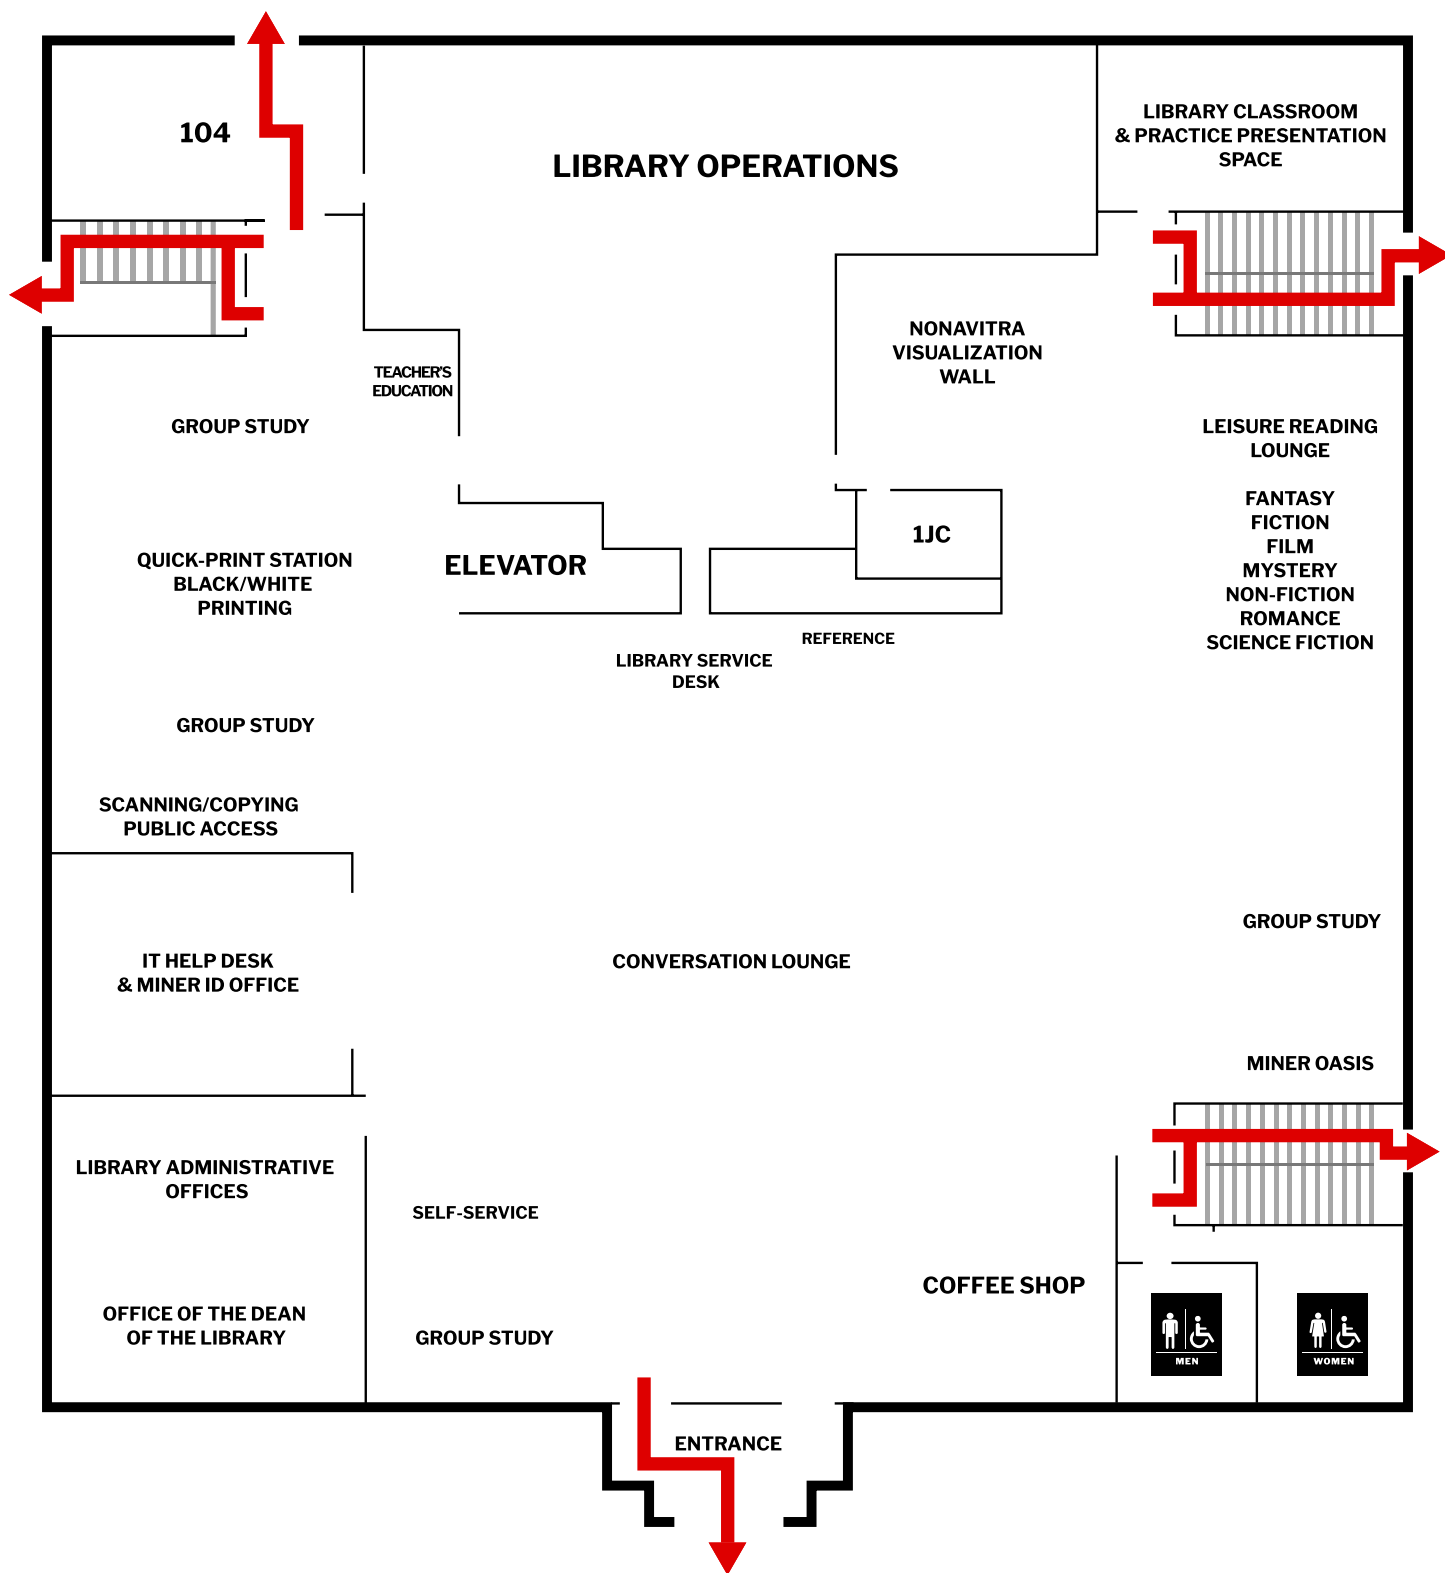 104
LIBRARY OPERATIONS
LIBRARY CLASSROOM
& PRACTICE PRESENTATION
SPACE
NONAVITRA
VISUALIZATION
WALL
TEACHER'S
EDUCATION
GROUP STUDY
LEISURE READING
LOUNGE
FANTASY
FICTION
FILM
MYSTERY
NON-FICTION
ROMANCE
SCIENCE FICTION
1JC
ELEVATOR
QUICK-PRINT STATION
BLACK/WHITE
PRINTING
REFERENCE
LIBRARY SERVICE
DESK
GROUP STUDY
SCANNING/COPYING
PUBLIC ACCESS
GROUP STUDY
IT HELP DESK
& MINER ID OFFICE
CONVERSATION LOUNGE
MINER OASIS
LIBRARY ADMINISTRATIVE
OFFICES
SELF-SERVICE
COFFEE SHOP
OFFICE OF THE DEAN
OF THE LIBRARY
GROUP STUDY
MEN
WOMEN
ENTRANCE